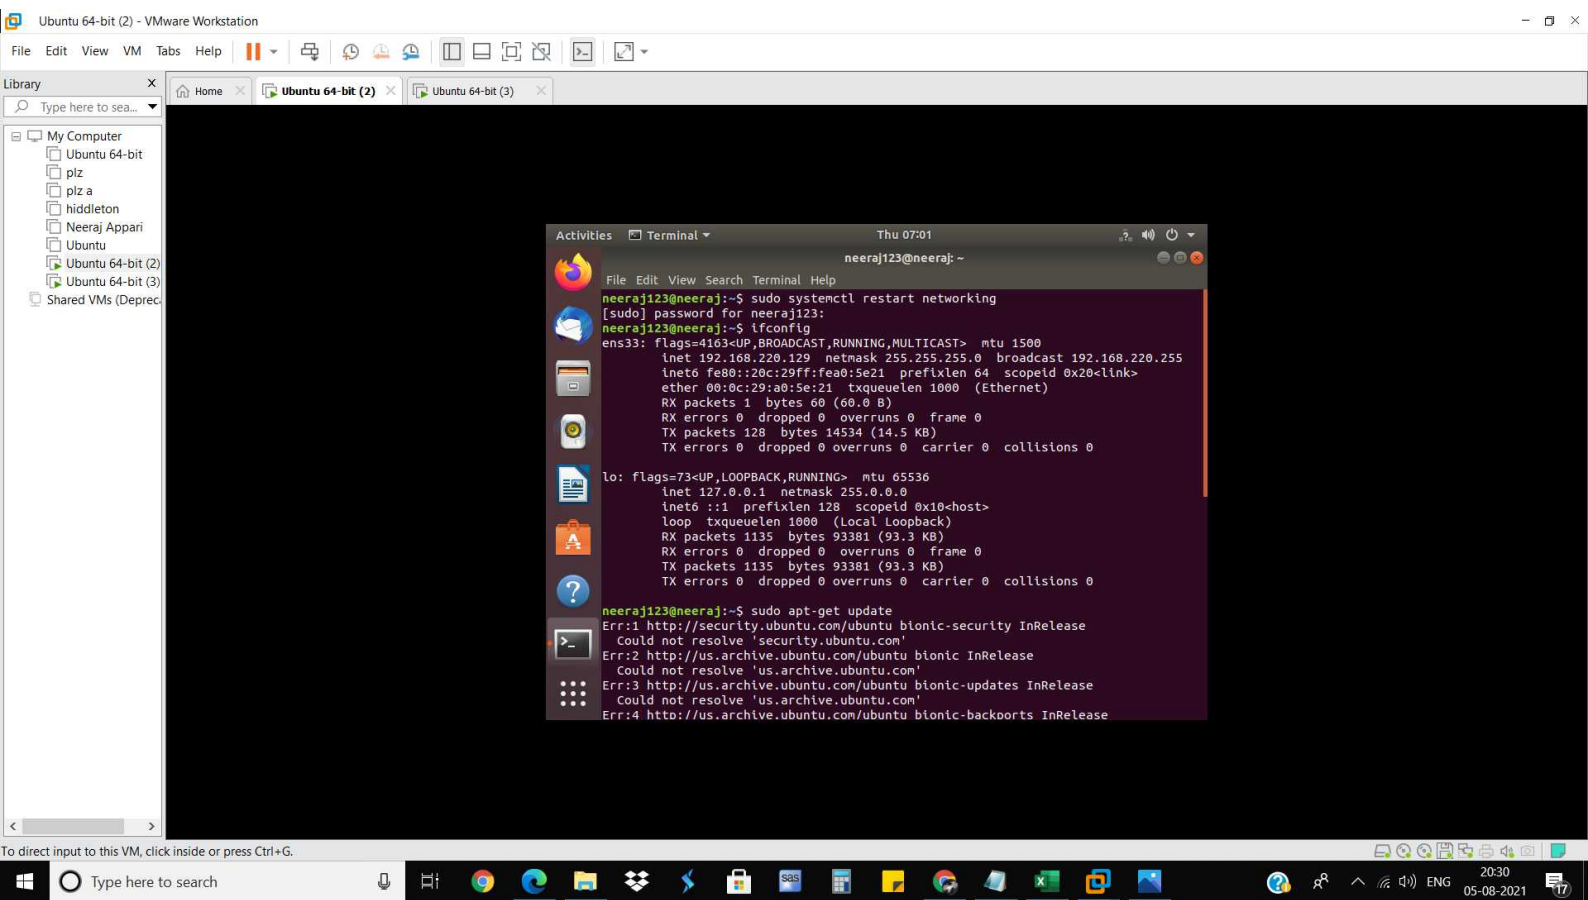 Ubuntu 64-bit (2) - VMware Workstation
File Edit View VM Tabs Help
Library X
Home
Ubuntu 64-bit (2)
Ubuntu 64-bit (3)
Type here to sea...
My Computer
Ubuntu 64-bit
plz
plz a
hiddleton
Neeraj Appari
Ubuntu
Ubuntu 64-bit (2)
Ubuntu 64-bit (3)
Shared VMs (Deprec
Activities Terminal Thu 07:01
neeraj123@neeraj: ~
File Edit View Search Terminal Help
neeraj123@neeraj:~$ sudo systemctl restart networking
[sudo] password for neeraj123:
neeraj123@neeraj:~$ ifconfig
ens33: flags=4163<UP,BROADCAST,RUNNING,MULTICAST>  mtu 1500
inet 192.168.220.129  netmask 255.255.255.0  broadcast 192.168.220.255
inet6 fe80::20c:29ff:fea0:5e21  prefixlen 64  scopeid 0x20<link>
ether 00:0c:29:a0:5e:21  txqueuelen 1000  (Ethernet)
RX packets 1  bytes 60 (60.0 B)
RX errors 0  dropped 0  overruns 0  frame 0
TX packets 128  bytes 14534 (14.5 KB)
TX errors 0  dropped 0 overruns 0  carrier 0  collisions 0
lo: flags=73<UP,LOOPBACK,RUNNING>  mtu 65536
inet 127.0.0.1  netmask 255.0.0.0
inet6 ::1  prefixlen 128  scopeid 0x10<host>
loop  txqueuelen 1000  (Local Loopback)
RX packets 1135  bytes 93381 (93.3 KB)
RX errors 0  dropped 0  overruns 0  frame 0
TX packets 1135  bytes 93381 (93.3 KB)
TX errors 0  dropped 0 overruns 0  carrier 0  collisions 0
neeraj123@neeraj:~$ sudo apt-get update
Err:1 http://security.ubuntu.com/ubuntu bionic-security InRelease
Could not resolve 'security.ubuntu.com'
Err:2 http://us.archive.ubuntu.com/ubuntu bionic InRelease
Could not resolve 'us.archive.ubuntu.com'
Err:3 http://us.archive.ubuntu.com/ubuntu bionic-updates InRelease
Could not resolve 'us.archive.ubuntu.com'
Err:4 http://us.archive.ubuntu.com/ubuntu bionic-backports InRelease
To direct input to this VM, click inside or press Ctrl+G.
Type here to search
sas
ENG
20:30
05-08-2021
17